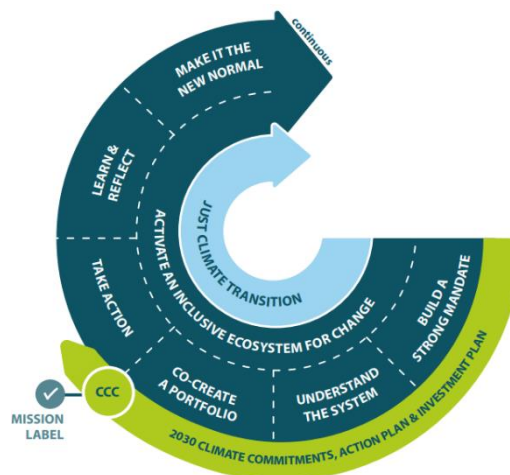 continuous
MAKE IT THE
NEW NORMAL
LEARN &
REFLECT
TAKE ACTION
CO-CREATE
A PORTFOLIO
UNDERSTAND
THE SYSTEM
BUILD A
STRONG MANDATE
ACTIVATE AN INCLUSIVE ECOSYSTEM FOR CHANGE
JUST CLIMATE TRANSITION
CCC
MISSION
LABEL
2030 CLIMATE COMMITMENTS, ACTION PLAN & INVESTMENT PLAN